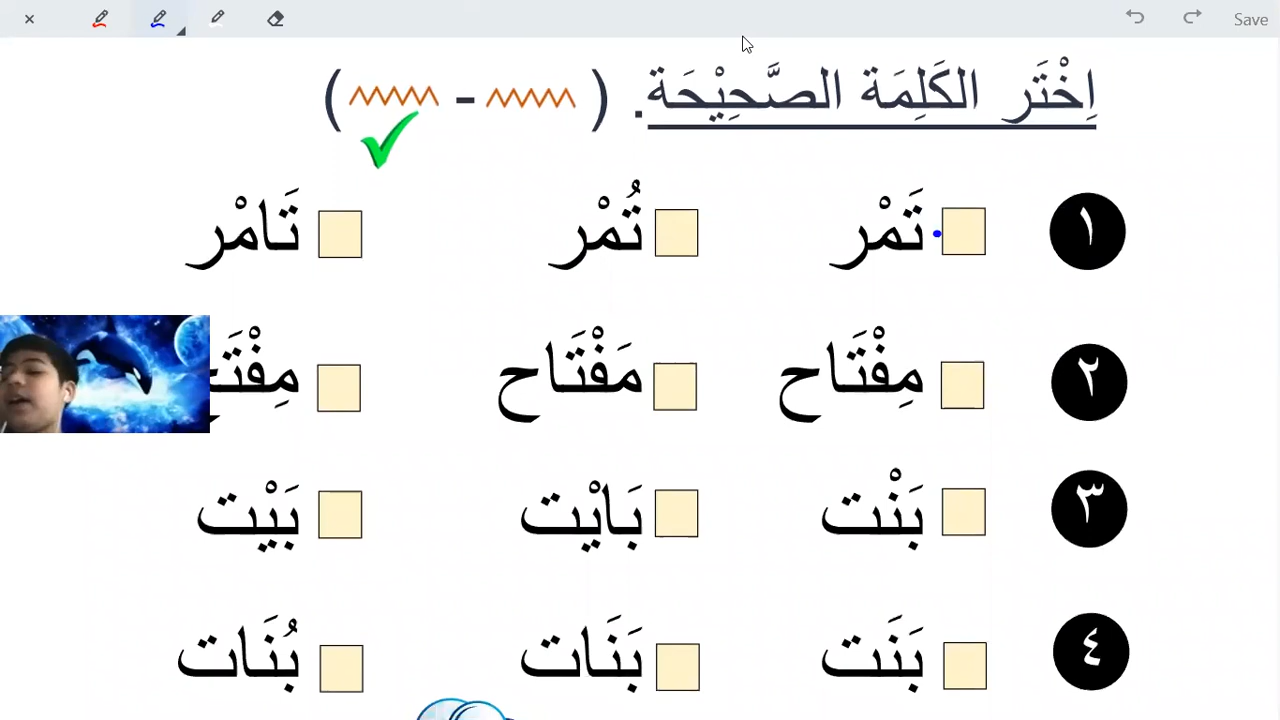 Save
اِخْتَر الكَلِمَة الصَّحِيْحَة. ( - )
١ تَمْر تُمْر تَامْر
٢ مِفْتَاح مَفْتَاح
٣ بَنْت بَايْت بَيْت
٤ بَنَت بَنَات بُنَات